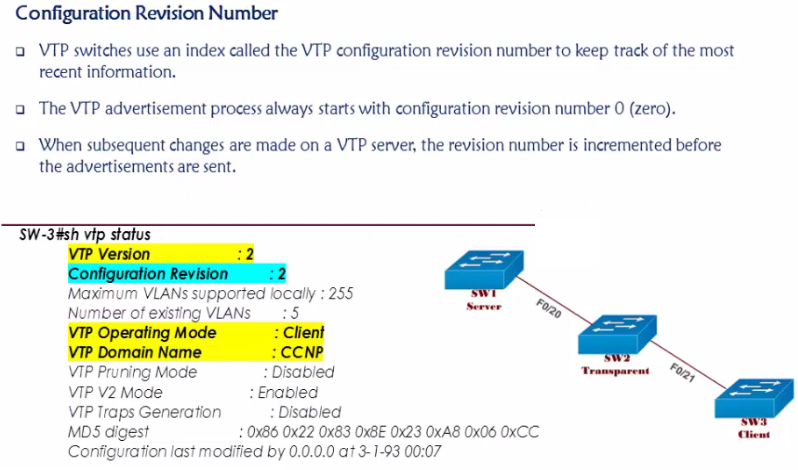 Configuration Revision Number
VTP switches use an index called the VTP configuration revision number to keep track of the most
recent information.
The VTP advertisement process always starts with configuration revision number 0 (zero).
When subsequent changes are made on a VTP server, the revision number is incremented before
the advertisements are sent.
SW-3#sh vtp status
VTP Version : 2
Configuration Revision : 2
Maximum VLANs supported locally : 255
Number of existing VLANs : 5
VTP Operating Mode : Client
VTP Domain Name : CCNP
VTP Pruning Mode : Disabled
VTP V2 Mode : Enabled
VTP Traps Generation : Disabled
MD5 digest : 0x86 0x22 0x83 0x8E 0x23 0xA8 0x06 0xCC
Configuration last modified by 0.0.0.0 at 3-1-93 00:07
SW1
Server
F0/20
SW2
Transparent
F0/21
SW3
Client